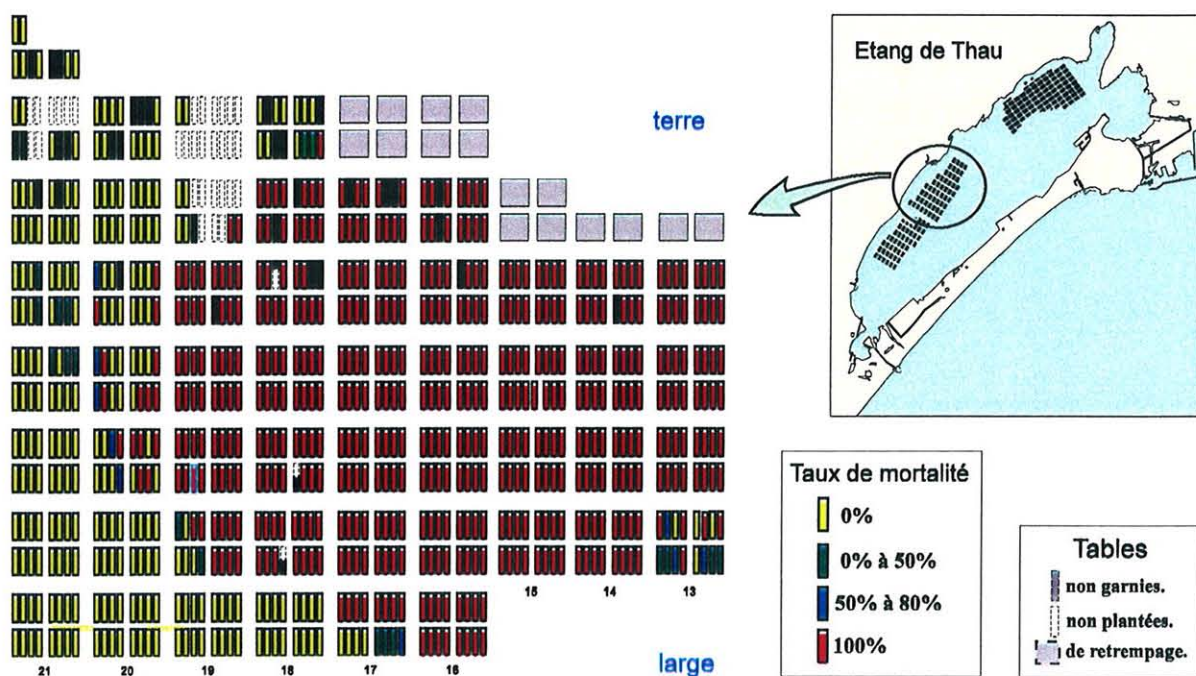 Etang de Thau
terre
Taux de mortalité
0%
0% à 50%
50% à 80%
100%
Tables
non garnies.
non plantées.
de retrempage.
15 14 13
large
21 20 19 18 17 16